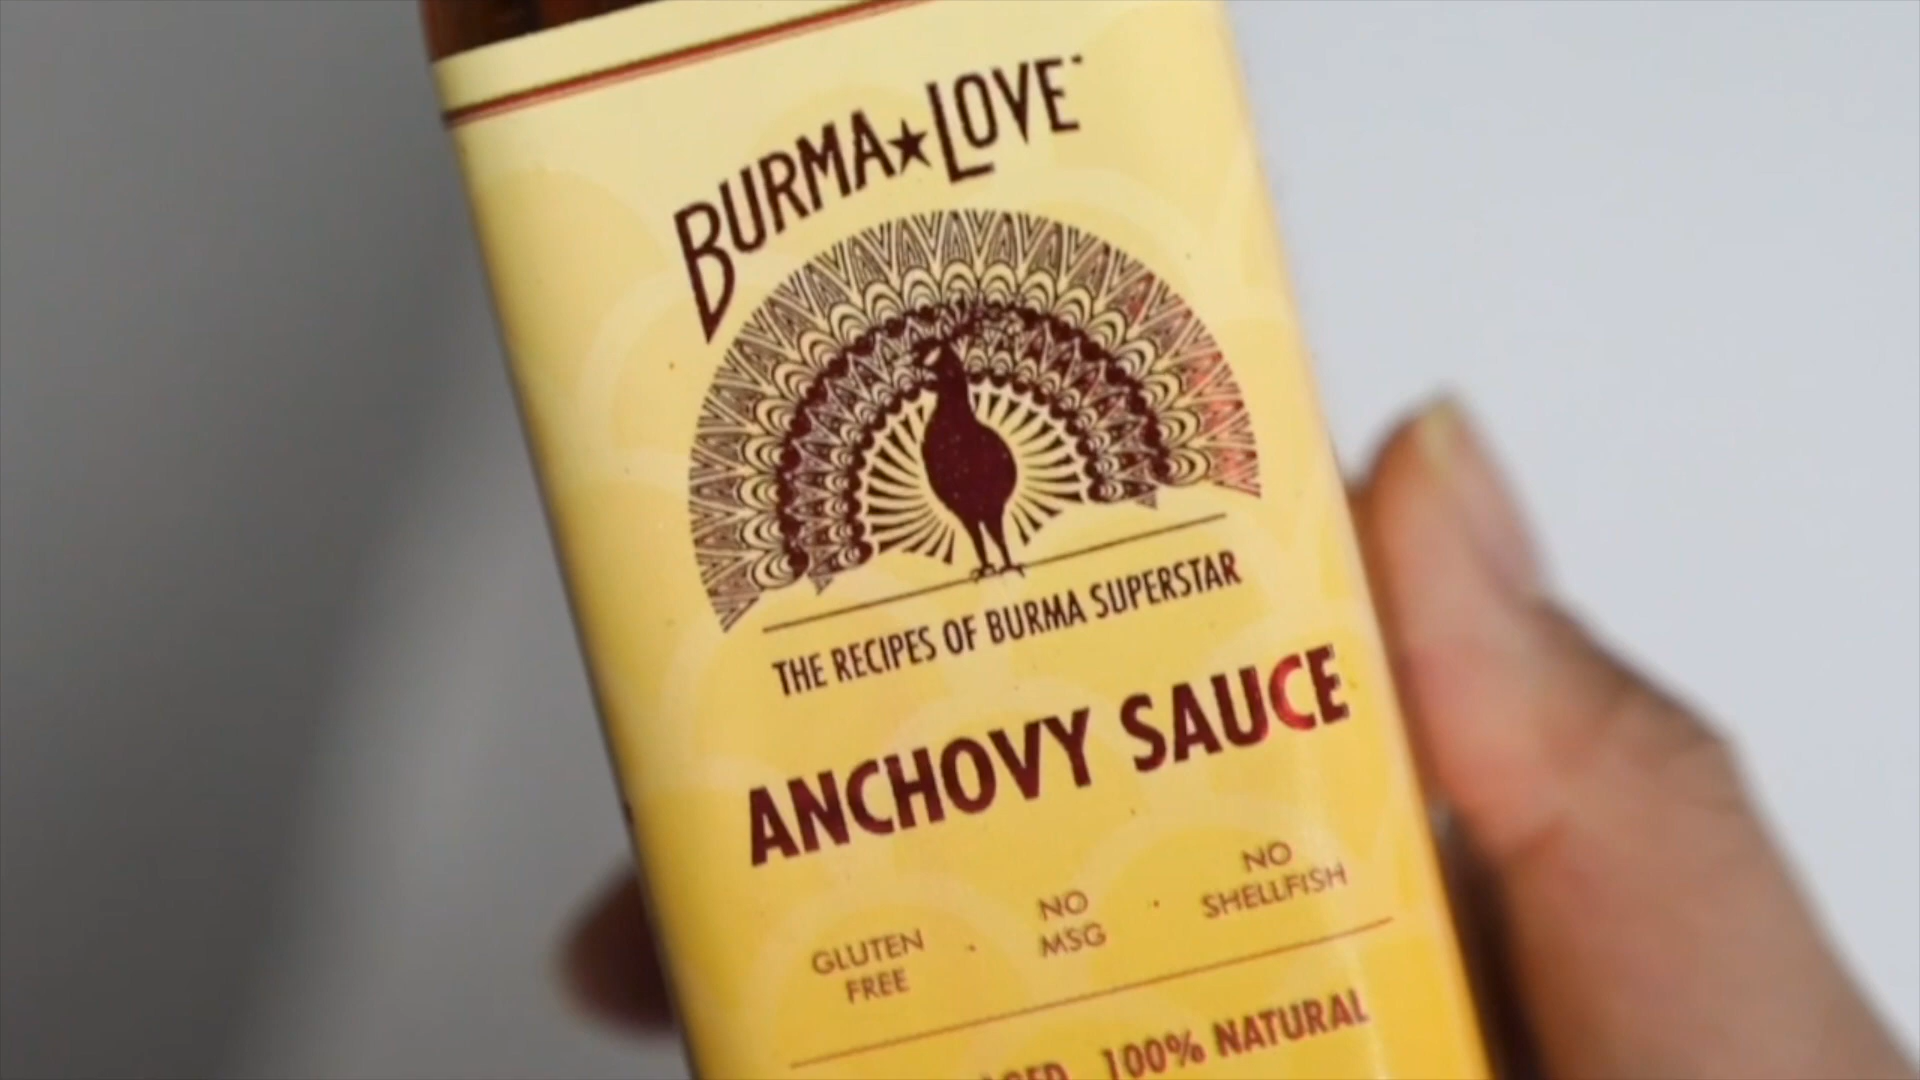 BURMA★LOVE
THE RECIPES OF BURMA SUPERSTAR
ANCHOVY SAUCE
GLUTEN FREE · NO MSG · NO SHELLFISH
100% NATURAL